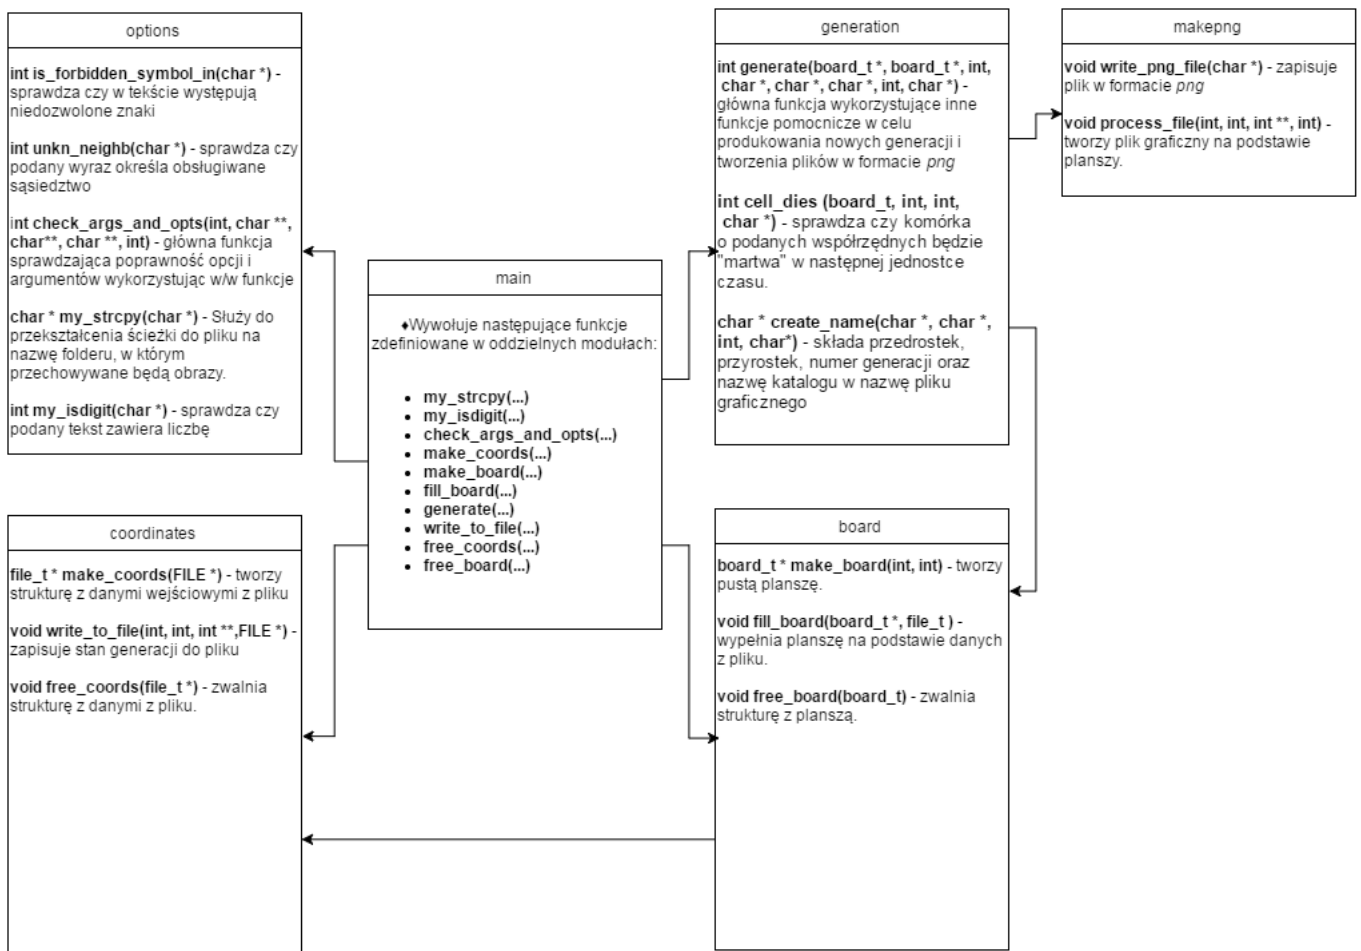 options
int is_forbidden_symbol_in(char *) -
sprawdza czy w tekście występują
niedozwolone znaki
int unkn_neighb(char *) - sprawdza czy
podany wyraz określa obsługiwane
sąsiedztwo
int check_args_and_opts(int, char **,
char**, char **, int) - główna funkcja
sprawdzająca poprawność opcji i
argumentów wykorzystując w/w funkcje
char * my_strcpy(char *) - Służy do
przekształcenia ścieżki do pliku na
nazwę folderu, w którym
przechowywane będą obrazy.
int my_isdigit(char *) - sprawdza czy
podany tekst zawiera liczbę
main
♦Wywołuje następujące funkcje
zdefiniowane w oddzielnych modułach:
• my_strcpy(...)
• my_isdigit(...)
• check_args_and_opts(...)
• make_coords(...)
• make_board(...)
• fill_board(...)
• generate(...)
• write_to_file(...)
• free_coords(...)
• free_board(...)
generation
int generate(board_t *, board_t *, int,
char *, char *, char *, int, char *) -
główna funkcja wykorzystujące inne
funkcje pomocnicze w celu
produkowania nowych generacji i
tworzenia plików w formacie png
int cell_dies (board_t, int, int,
char *) - sprawdza czy komórka
o podanych współrzędnych będzie
"martwa" w następnej jednostce
czasu.
char * create_name(char *, char *,
int, char*) - składa przedrostek,
przyrostek, numer generacji oraz
nazwę katalogu w nazwę pliku
graficznego
makepng
void write_png_file(char *) - zapisuje
plik w formacie png
void process_file(int, int, int **, int) -
tworzy plik graficzny na podstawie
planszy.
coordinates
file_t * make_coords(FILE *) - tworzy
strukturę z danymi wejściowymi z pliku
void write_to_file(int, int, int **,FILE *) -
zapisuje stan generacji do pliku
void free_coords(file_t *) - zwalnia
strukturę z danymi z pliku.
board
board_t * make_board(int, int) - tworzy
pustą planszę.
void fill_board(board_t *, file_t ) -
wypełnia planszę na podstawie danych
z pliku.
void free_board(board_t) - zwalnia
strukturę z planszą.